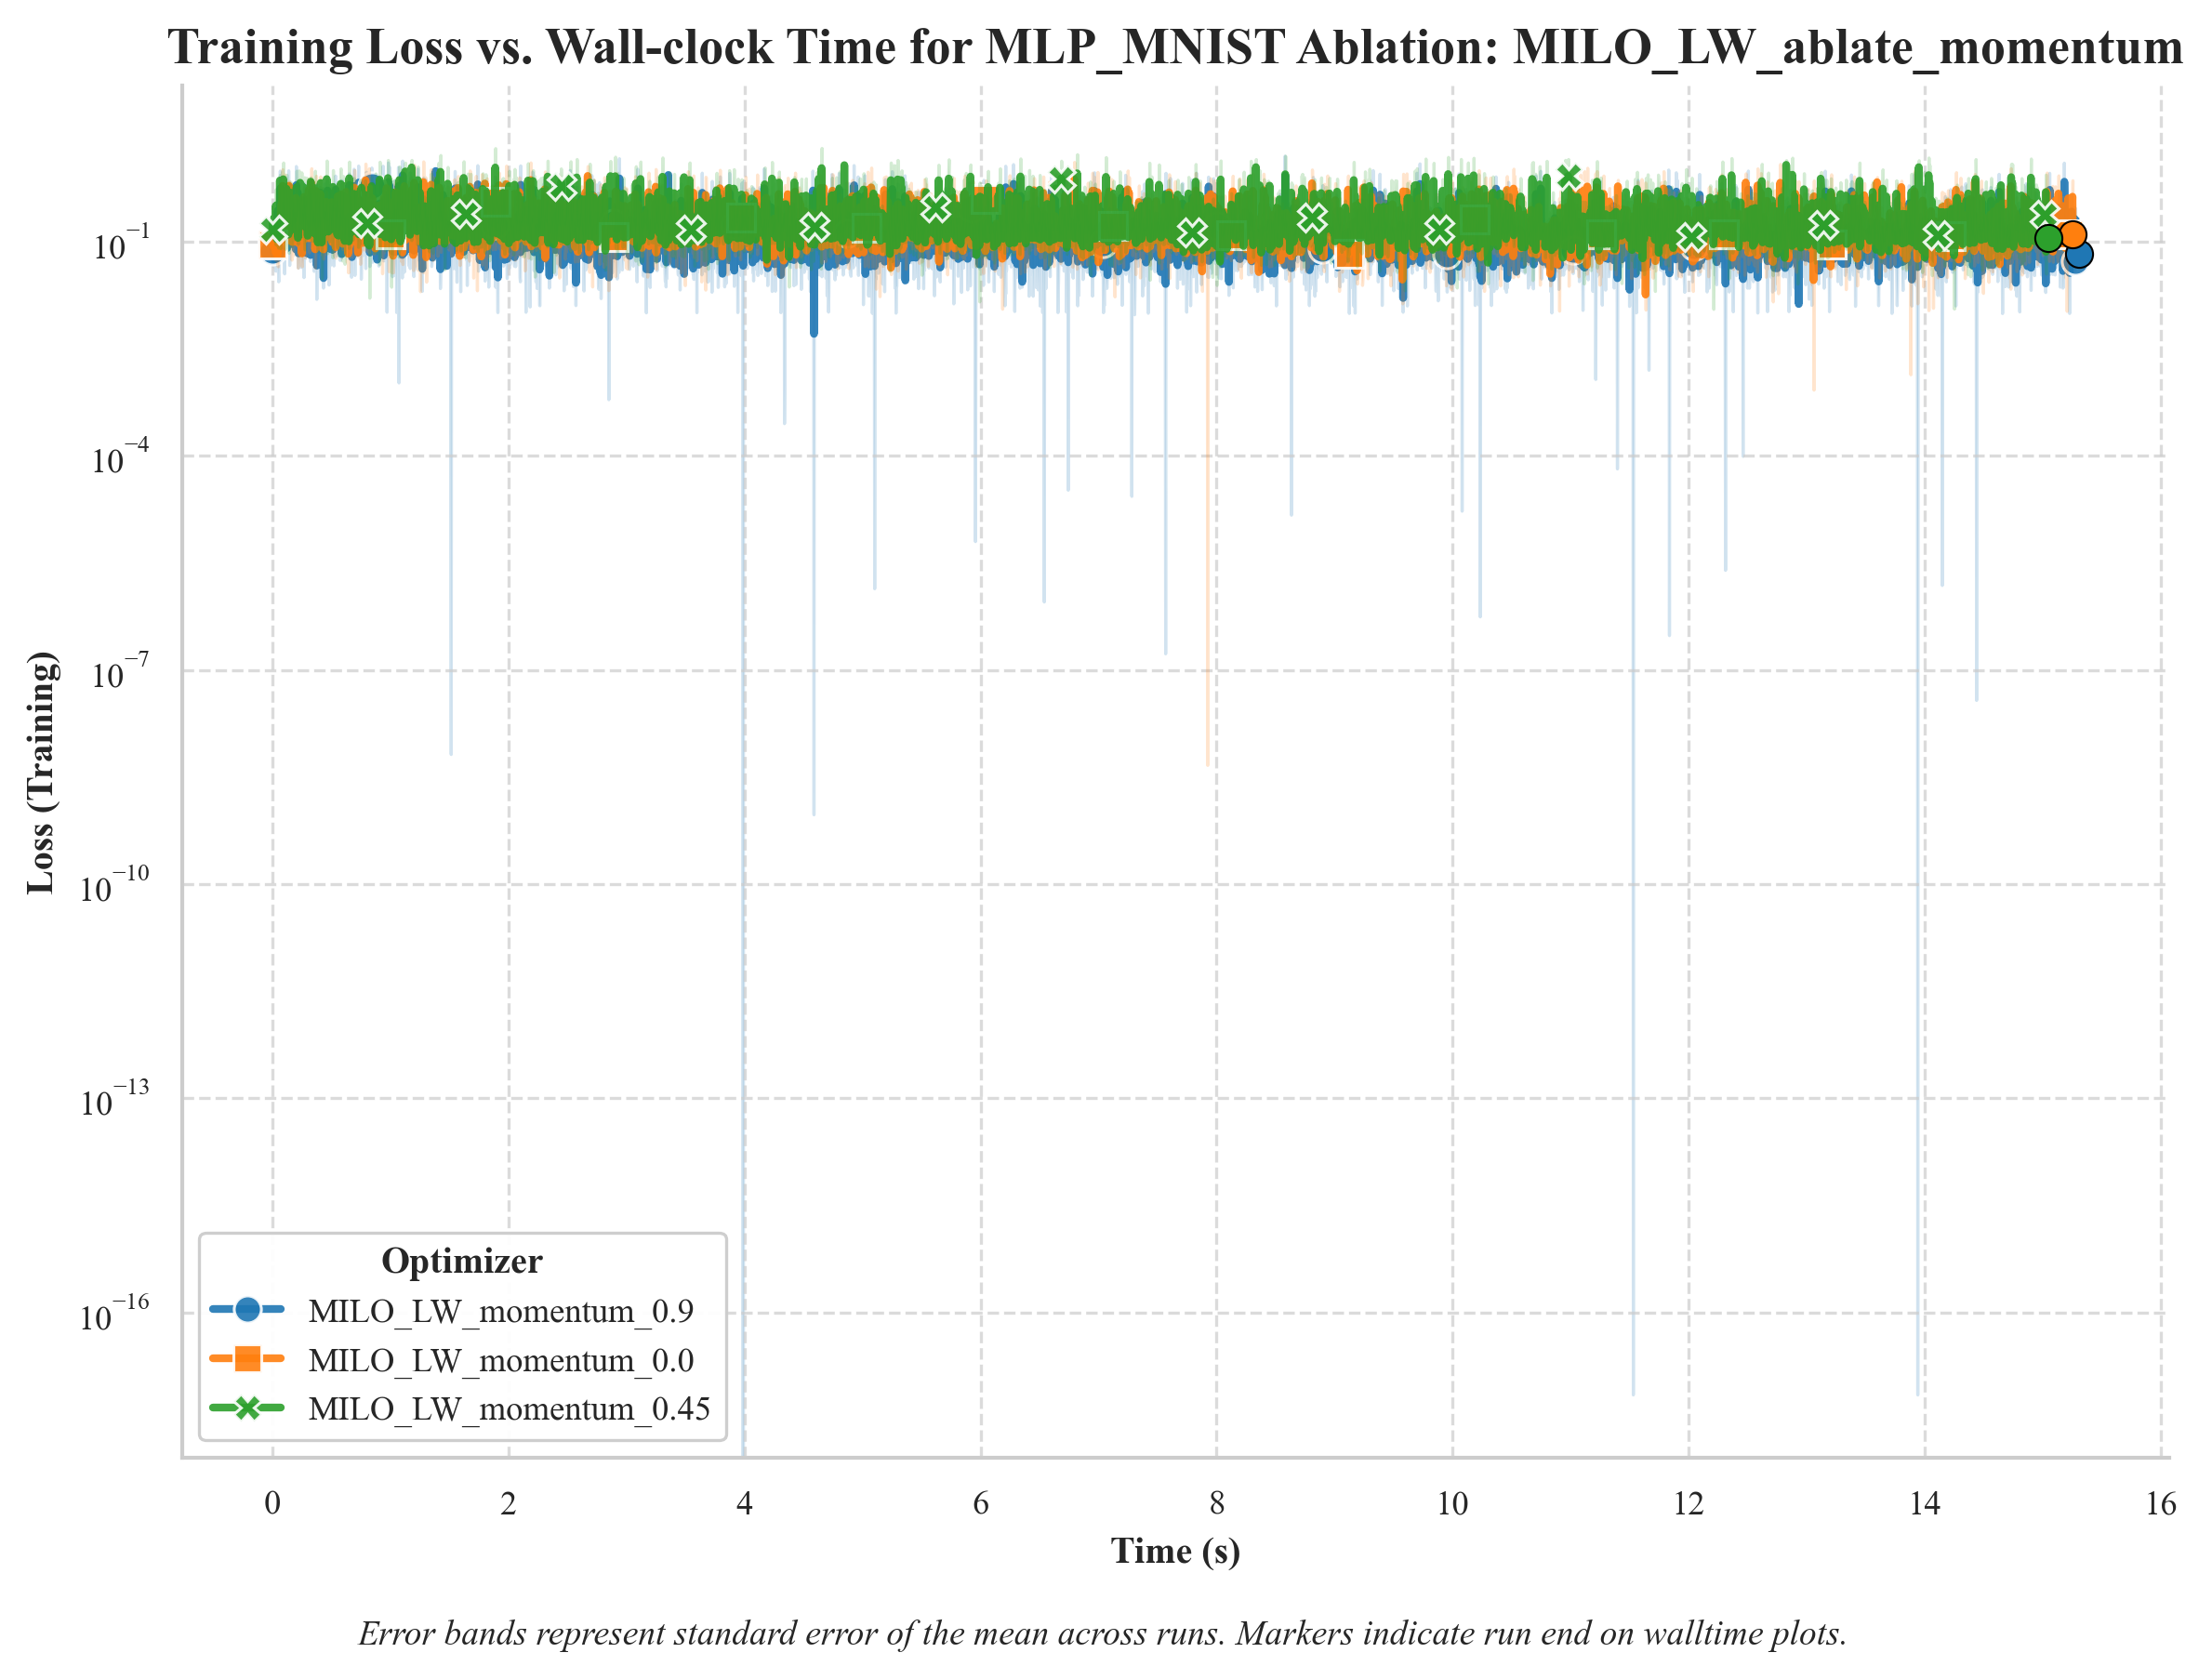 Training Loss vs. Wall-clock Time for MLP_MNIST Ablation: MILO_LW_ablate_momentum
Loss (Training)
10⁻¹
10⁻⁴
10⁻⁷
10⁻¹⁰
10⁻¹³
10⁻¹⁶
Optimizer
MILO_LW_momentum_0.9
MILO_LW_momentum_0.0
MILO_LW_momentum_0.45
0 2 4 6 8 10 12 14 16
Time (s)
Error bands represent standard error of the mean across runs. Markers indicate run end on walltime plots.